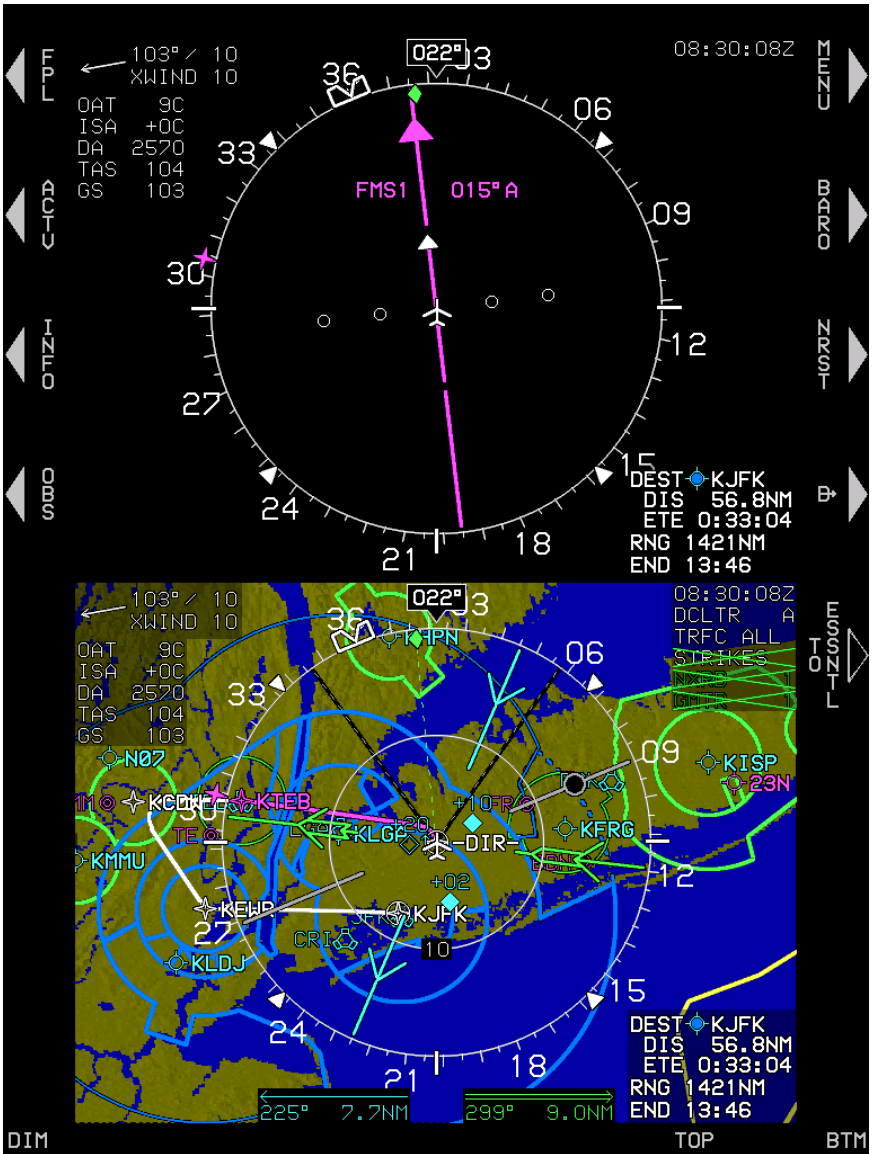 FPL
ACTV
INFO
OBS
MENU
BARO
NRST
103° / 10
XWIND 10
OAT 9C
ISA +0C
DA 2570
TAS 104
GS 103
022°
08:30:08Z
36
03
33
06
30
09
27
12
24
15
21
18
FMS1 015°A
DEST KJFK
DIS 56.8NM
ETE 0:33:04
RNG 1421NM
END 13:46
103° / 10
XWIND 10
OAT 9C
ISA +0C
DA 2570
TAS 104
GS 103
022°
08:30:08Z
DCLTR A
TRFC ALL
STRIKES
ESSNTL
TO
36
03
33
06
30
09
27
12
24
15
21
18
KHPN
N07
KISP
23N
KTEB
+10
FR
+20
KLGA
-DIR-
KFRG
TE
KMMU
+02
KEWR
KJFK
CRI
KLDJ
10
DEST KJFK
DIS 56.8NM
ETE 0:33:04
RNG 1421NM
END 13:46
225° 7.7NM
299° 9.0NM
DIM
TOP
BTM